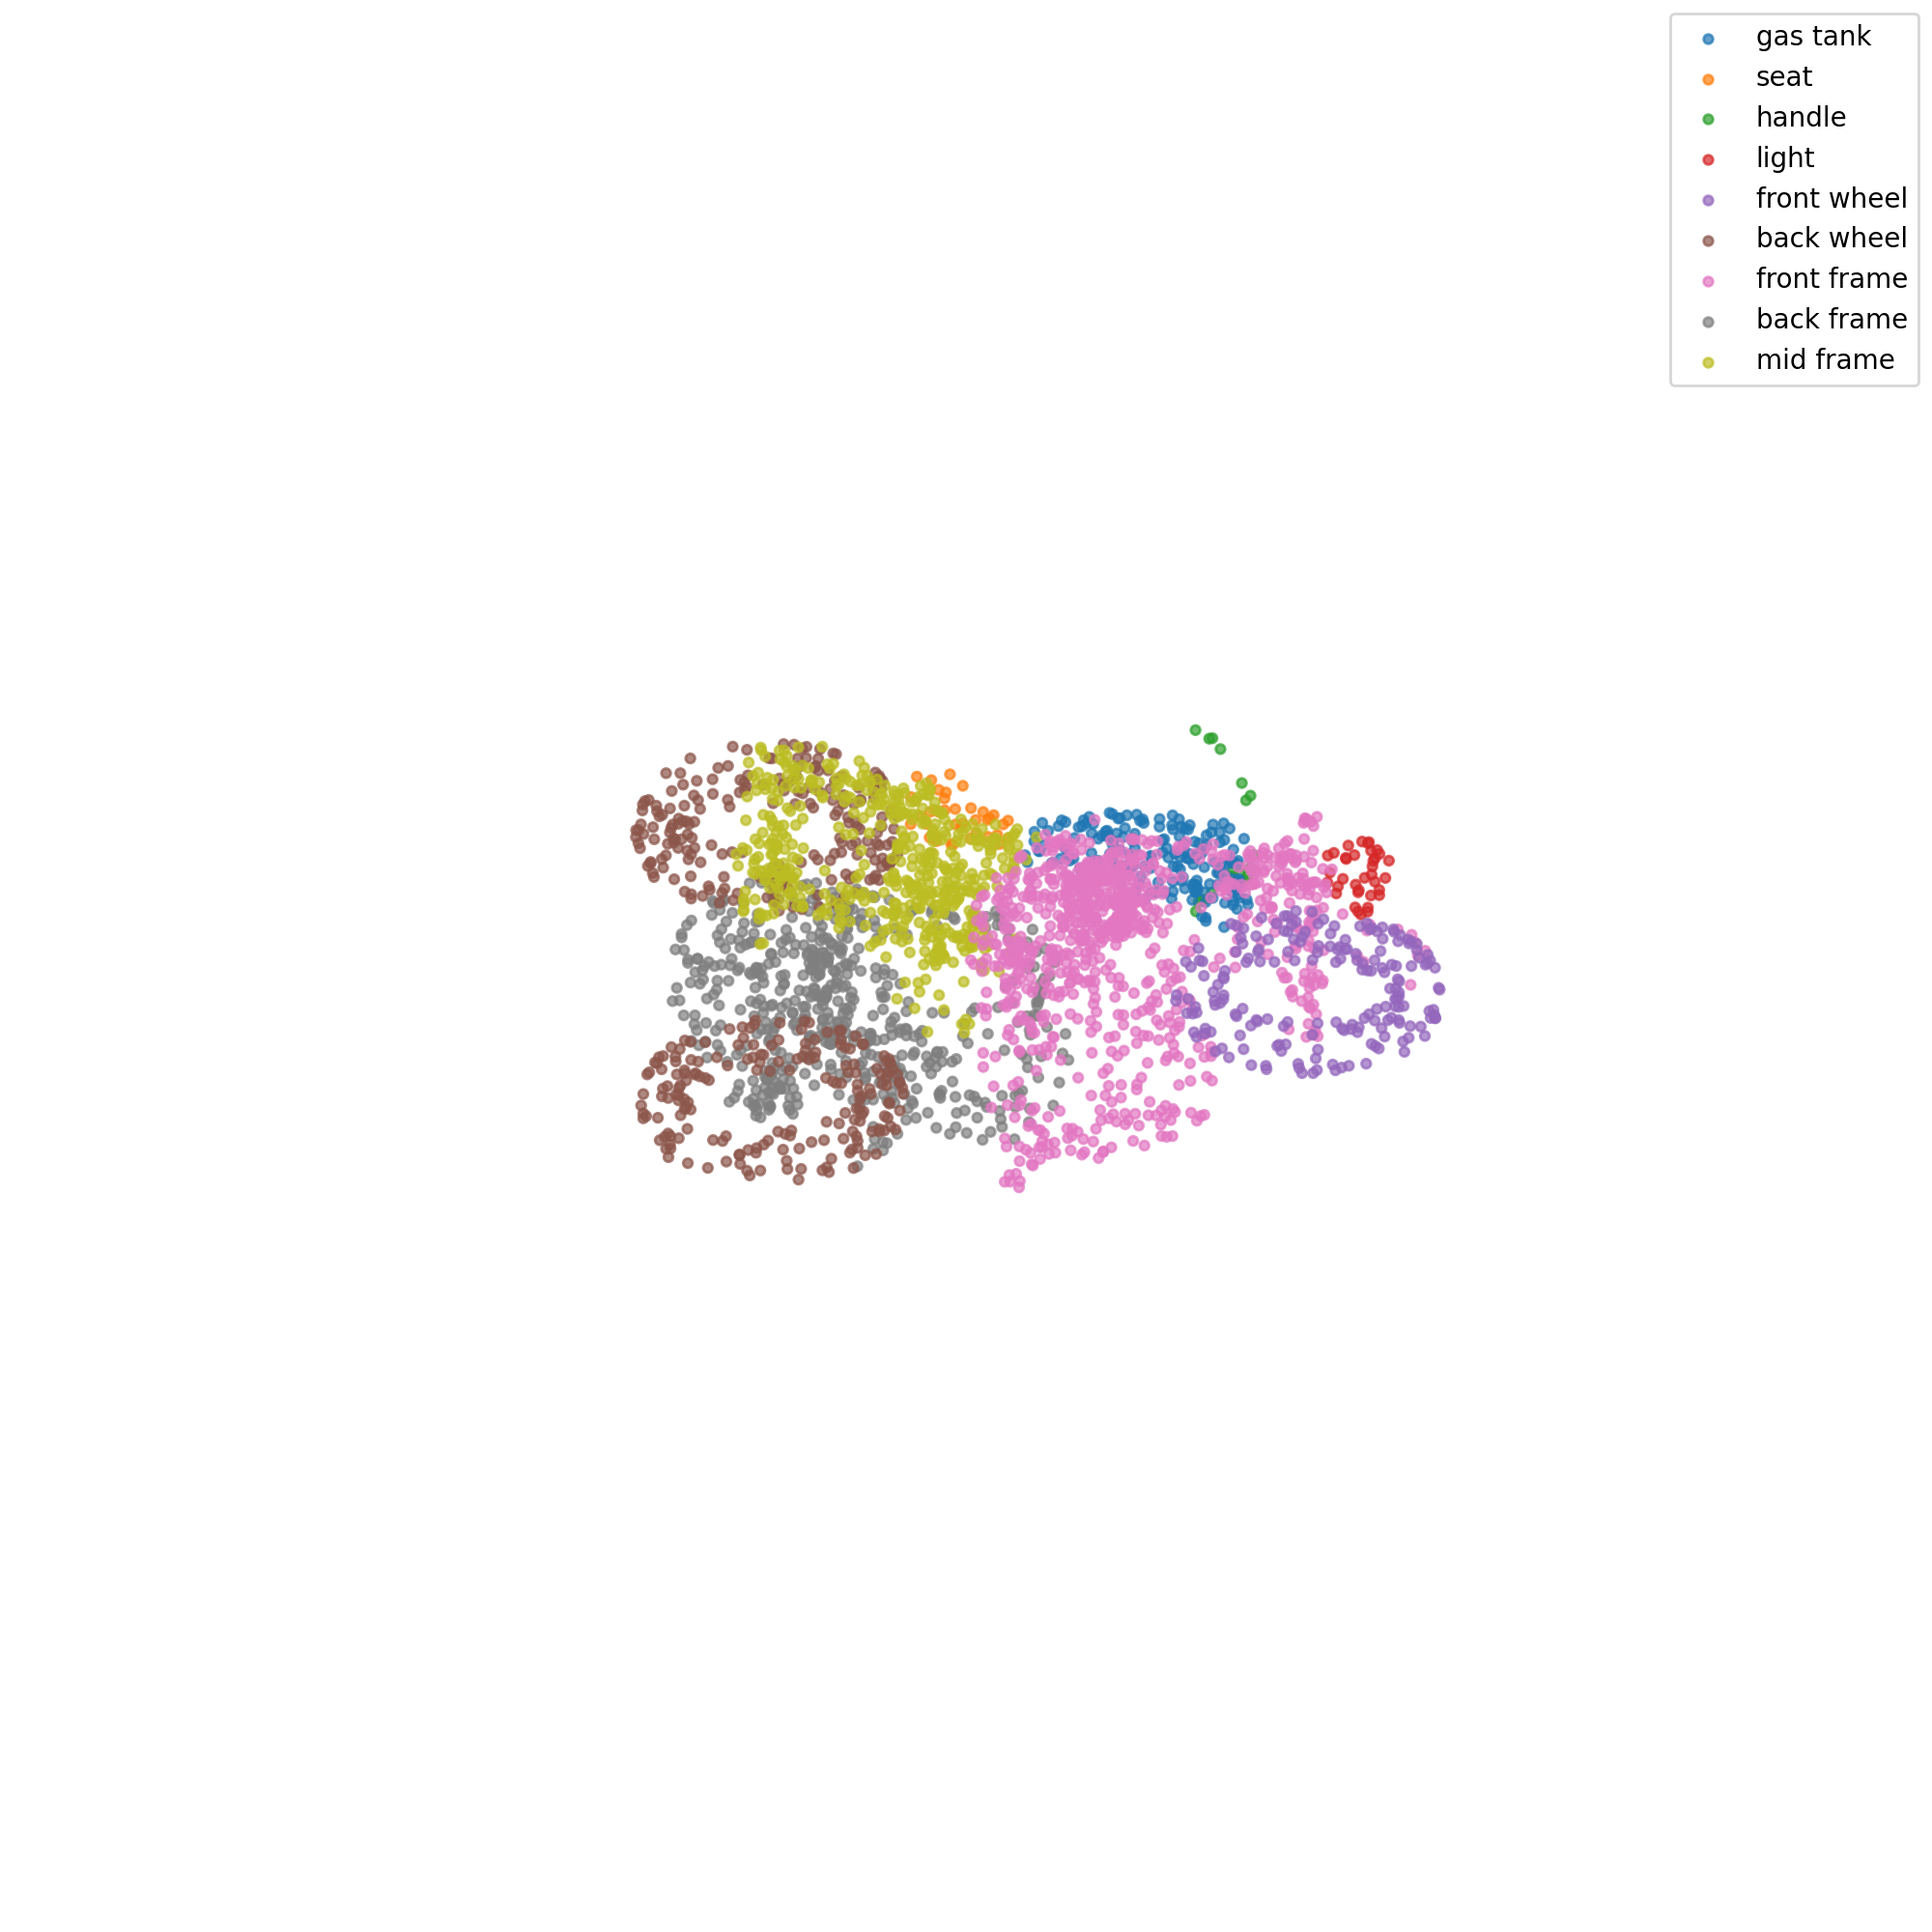 gas tank
seat
handle
light
front wheel
back wheel
front frame
back frame
mid frame